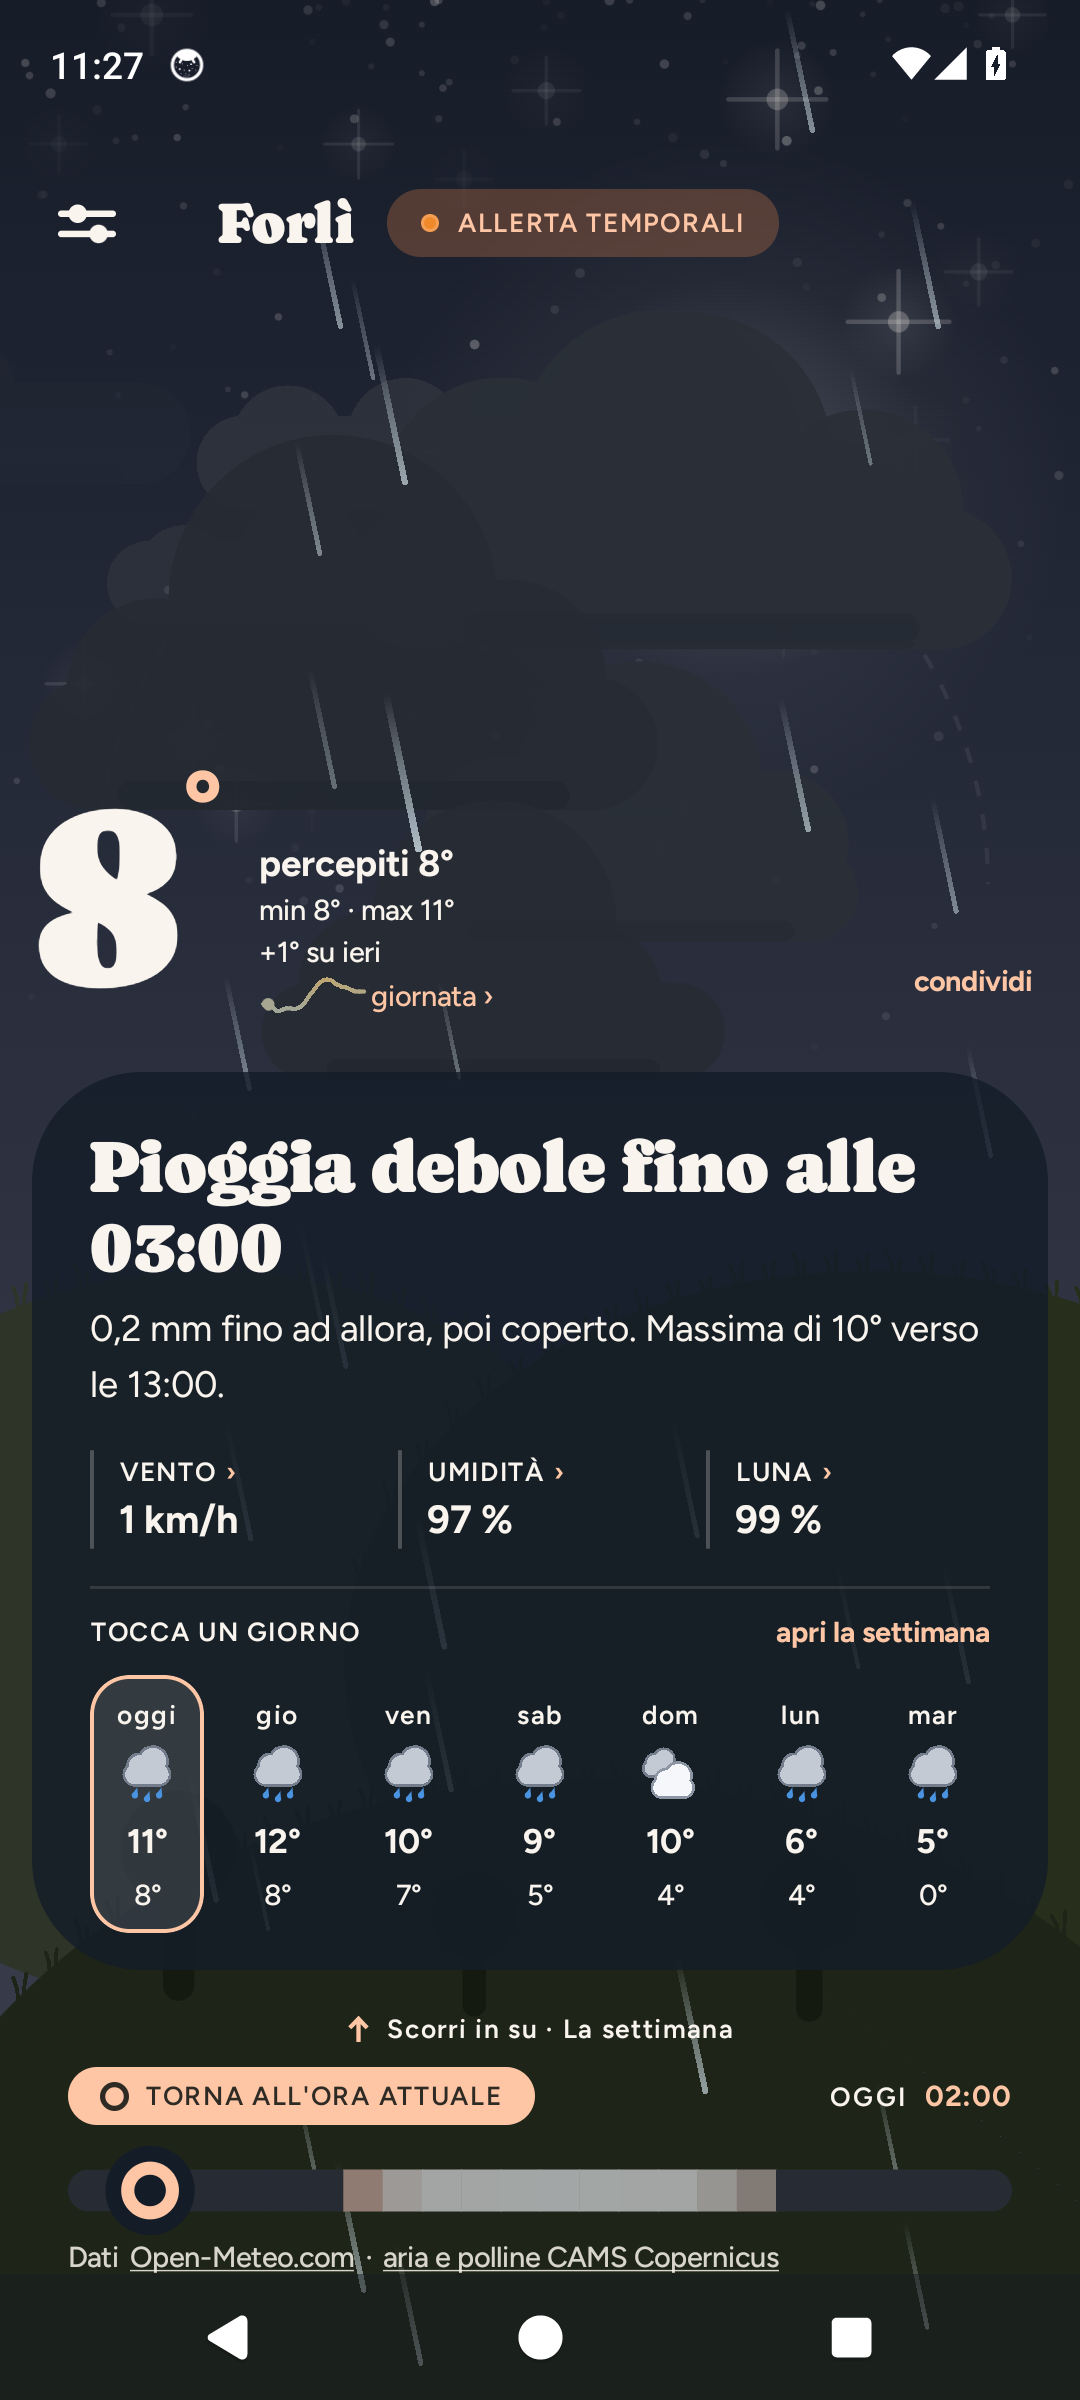 11:27
Forlì
ALLERTA TEMPORALI
8°
percepiti 8°
min 8° · max 11°
+1° su ieri
giornata ›
condividi
Pioggia debole fino alle
03:00
0,2 mm fino ad allora, poi coperto. Massima di 10° verso
le 13:00.
VENTO › UMIDITÀ › LUNA ›
1 km/h 97 % 99 %
TOCCA UN GIORNO apri la settimana
oggi gio ven sab dom lun mar
11° 12° 10° 9° 10° 6° 5°
8° 8° 7° 5° 4° 4° 0°
↑ Scorri in su · La settimana
TORNA ALL'ORA ATTUALE OGGI 02:00
Dati Open-Meteo.com · aria e polline CAMS Copernicus